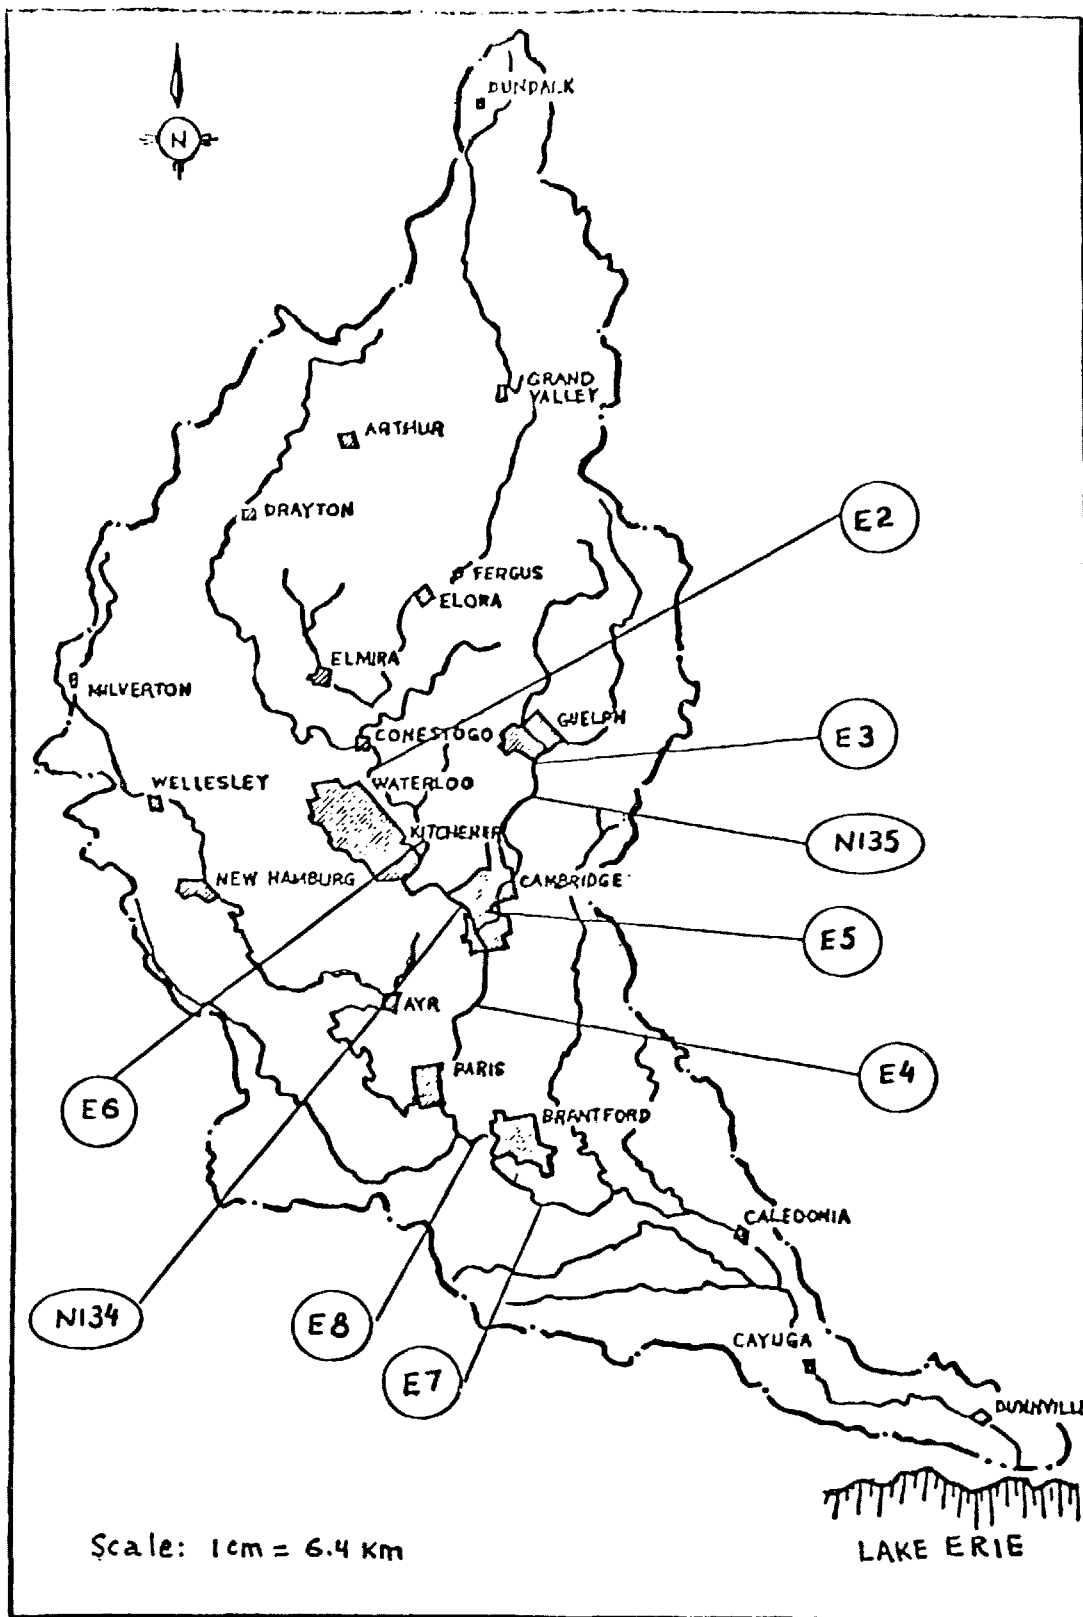 DUNDALK
N
GRAND
VALLEY
ARTHUR
DRAYTON
E2
FERGUS
ELORA
ELMIRA
MILVERTON
GUELPH
CONESTOGO
E3
WELLESLEY
WATERLOO
KITCHENER
N135
NEW HAMBURG
CAMBRIDGE
E5
AYR
PARIS
E4
E6
BRANTFORD
CALEDONIA
N134
E8
CAYUGA
E7
DUNNVILL
Scale: 1cm = 6.4 Km
LAKE ERIE